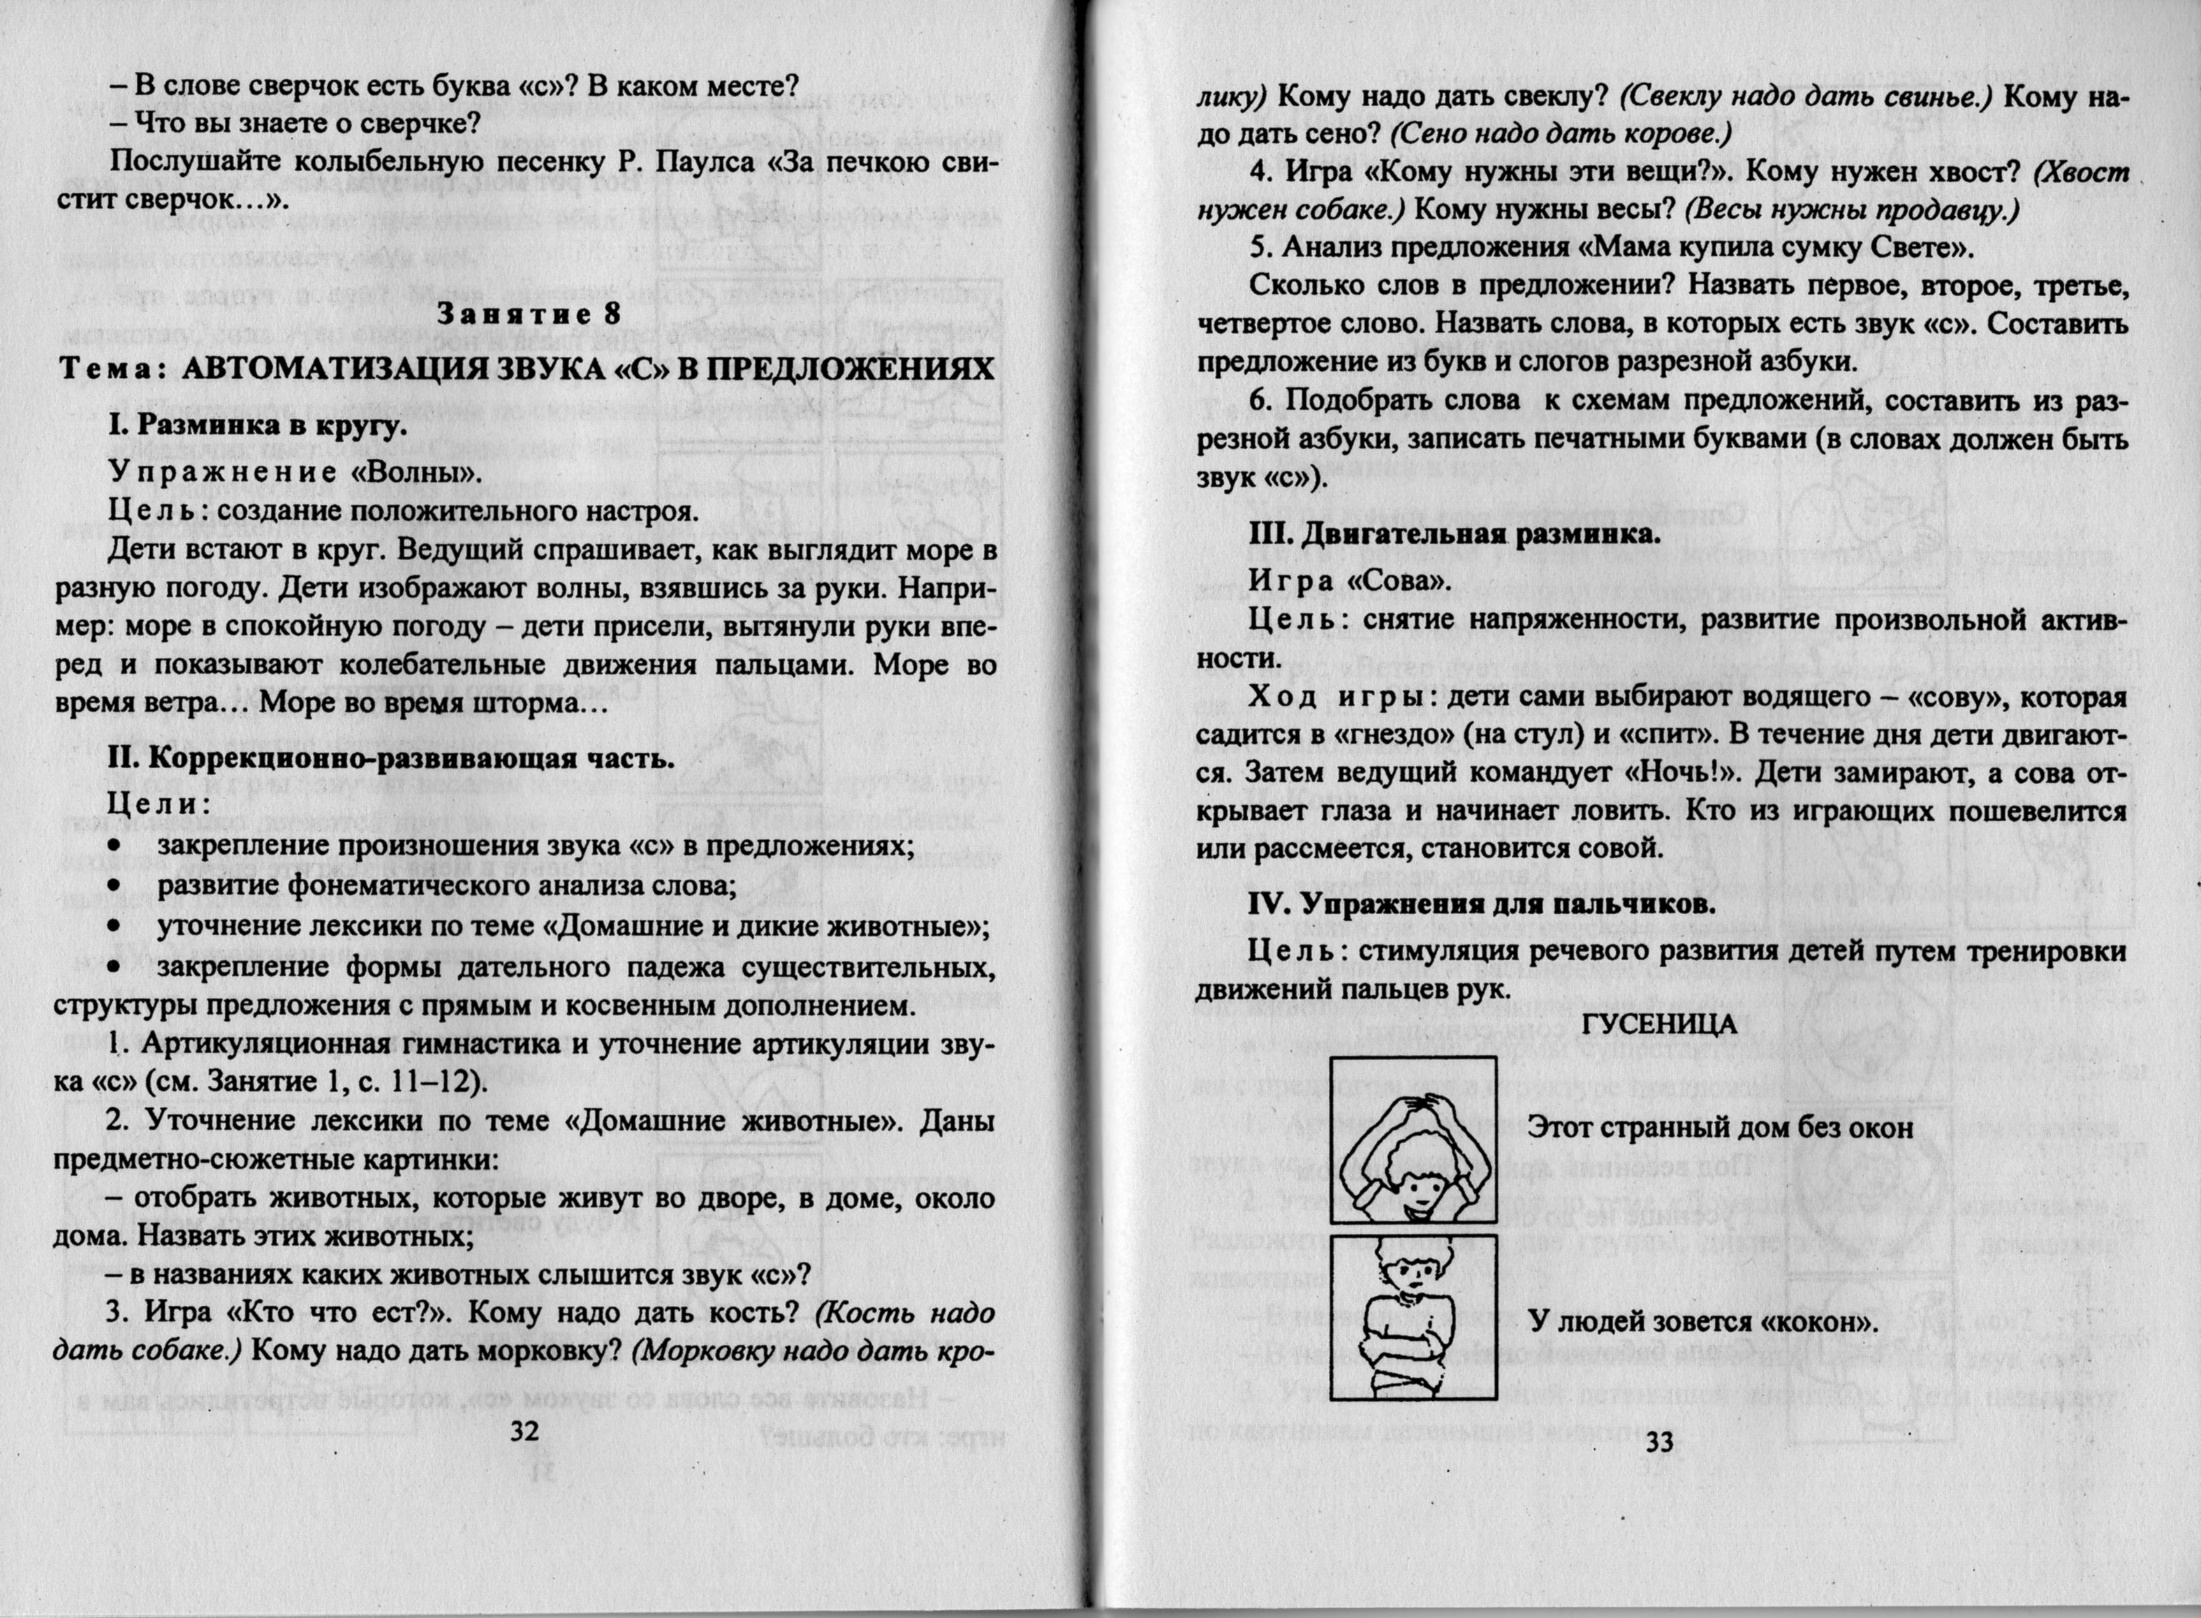 – В слове сверчок есть буква «с»? В каком месте?
– Что вы знаете о сверчке?
Послушайте колыбельную песенку Р. Паулса «За печкою сви-
стит сверчок…».
Занятие 8
Тема: АВТОМАТИЗАЦИЯ ЗВУКА «С» В ПРЕДЛОЖЕНИЯХ
I. Разминка в кругу.
Упражнение «Волны».
Цель: создание положительного настроя.
Дети встают в круг. Ведущий спрашивает, как выглядит море в
разную погоду. Дети изображают волны, взявшись за руки. Напри-
мер: море в спокойную погоду – дети присели, вытянули руки впе-
ред и показывают колебательные движения пальцами. Море во
время ветра… Море во время шторма…
II. Коррекционно-развивающая часть.
Цели:
• закрепление произношения звука «с» в предложениях;
• развитие фонематического анализа слова;
• уточнение лексики по теме «Домашние и дикие животные»;
• закрепление формы дательного падежа существительных,
структуры предложения с прямым и косвенным дополнением.
1. Артикуляционная гимнастика и уточнение артикуляции зву-
ка «с» (см. Занятие 1, с. 11–12).
2. Уточнение лексики по теме «Домашние животные». Даны
предметно-сюжетные картинки:
– отобрать животных, которые живут во дворе, в доме, около
дома. Назвать этих животных;
– в названиях каких животных слышится звук «с»?
3. Игра «Кто что ест?». Кому надо дать кость? (Кость надо
дать собаке.) Кому надо дать морковку? (Морковку надо дать кро-
32
лику) Кому надо дать свеклу? (Свеклу надо дать свинье.) Кому на-
до дать сено? (Сено надо дать корове.)
4. Игра «Кому нужны эти вещи?». Кому нужен хвост? (Хвост
нужен собаке.) Кому нужны весы? (Весы нужны продавцу.)
5. Анализ предложения «Мама купила сумку Свете».
Сколько слов в предложении? Назвать первое, второе, третье,
четвертое слово. Назвать слова, в которых есть звук «с». Составить
предложение из букв и слогов разрезной азбуки.
6. Подобрать слова к схемам предложений, составить из раз-
резной азбуки, записать печатными буквами (в словах должен быть
звук «с»).
III. Двигательная разминка.
Игра «Сова».
Цель: снятие напряженности, развитие произвольной актив-
ности.
Ход игры: дети сами выбирают водящего – «сову», которая
садится в «гнездо» (на стул) и «спит». В течение дня дети двигают-
ся. Затем ведущий командует «Ночь!». Дети замирают, а сова от-
крывает глаза и начинает ловить. Кто из играющих пошевелится
или рассмеется, становится совой.
IV. Упражнения для пальчиков.
Цель: стимуляция речевого развития детей путем тренировки
движений пальцев рук.
ГУСЕНИЦА
Этот странный дом без окон
У людей зовется «кокон».
33